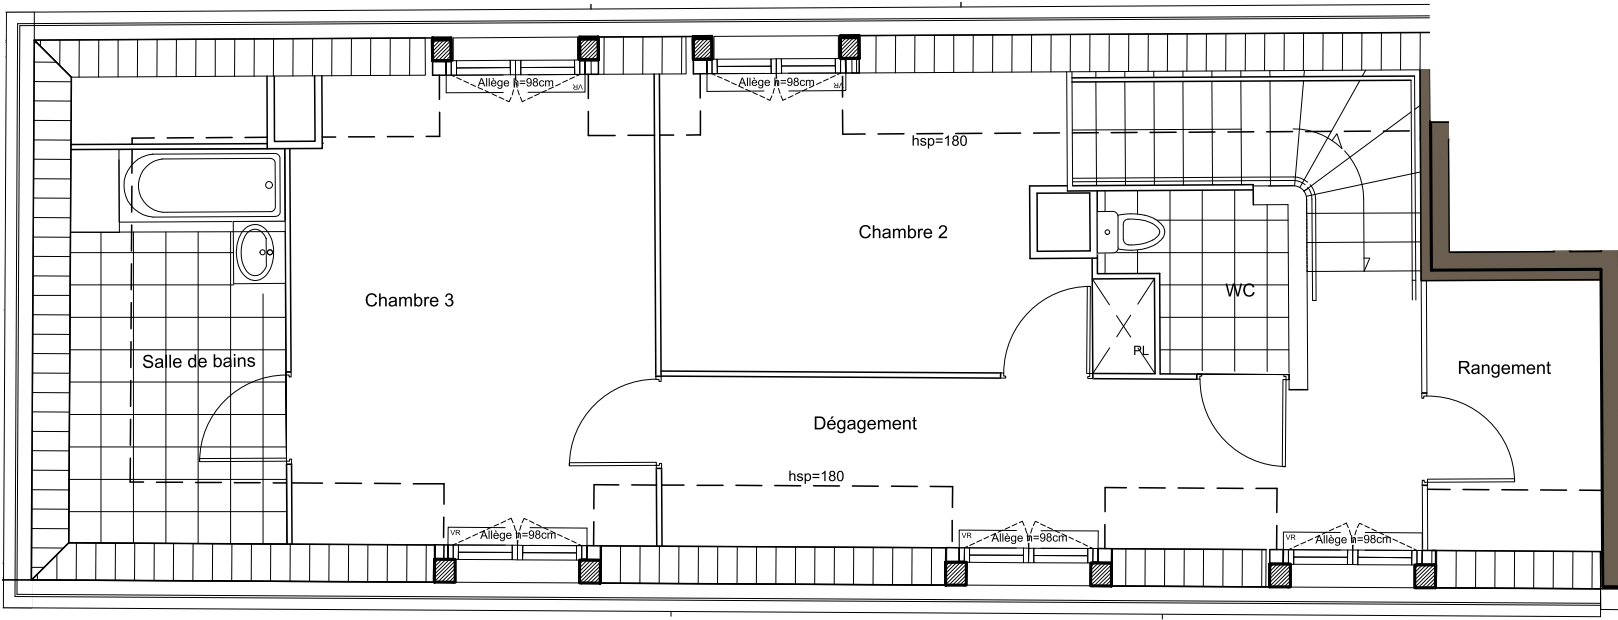 Allège h=98cm
VR
Allège h=98cm
VR
hsp=180
Chambre 2
Chambre 3
WC
PL
Salle de bains
Rangement
Dégagement
hsp=180
VR
Allège h=98cm
VR
Allège h=98cm
VR
Allège h=98cm